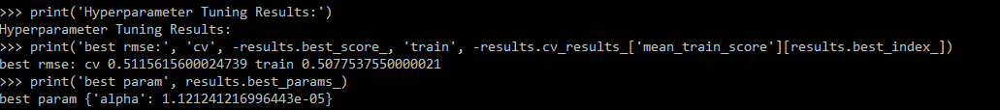 >>> print('Hyperparameter Tuning Results:')
Hyperparameter Tuning Results:
>>> print('best rmse:', 'cv', -results.best_score_, 'train', -results.cv_results_['mean_train_score'][results.best_index_])
best rmse: cv 0.5115615600024739 train 0.5077537550000021
>>> print('best param', results.best_params_)
best param {'alpha': 1.121241216996443e-05}